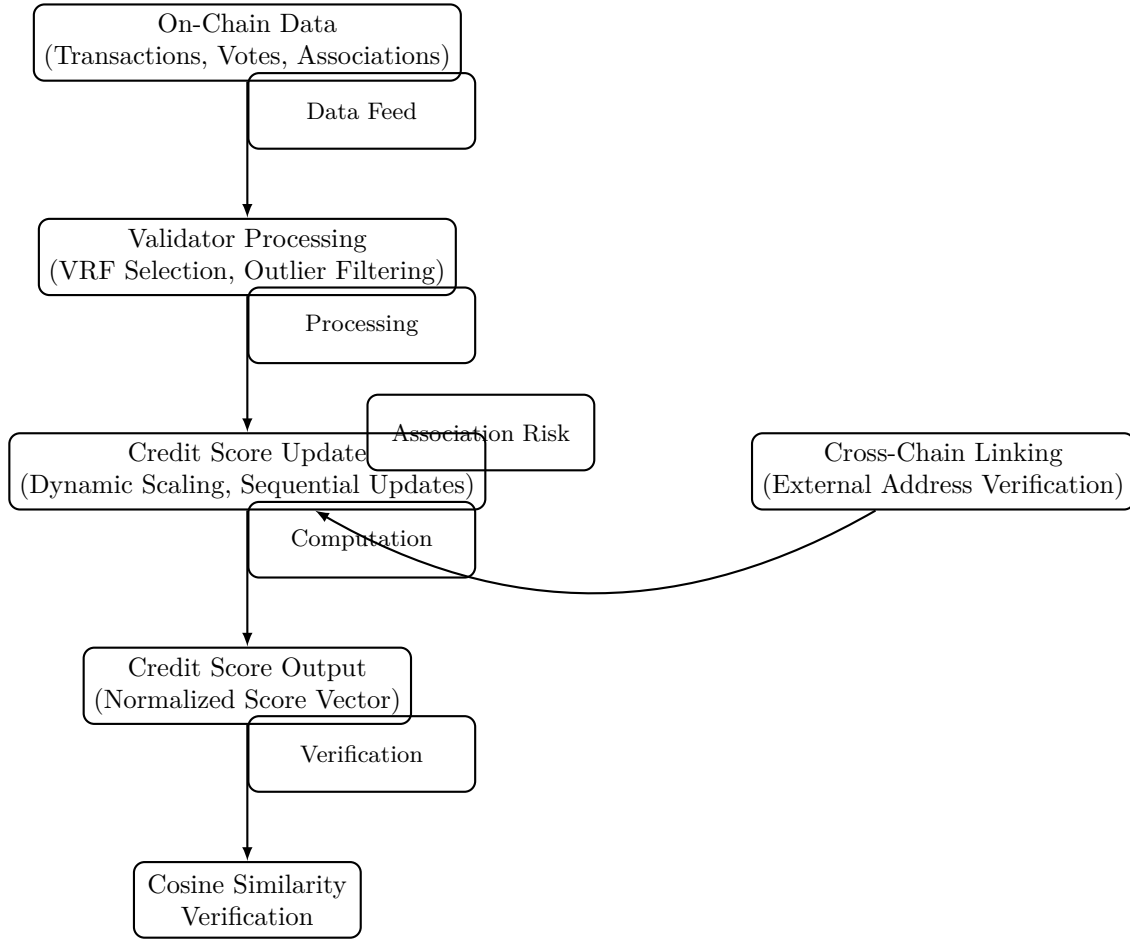 On-Chain Data
(Transactions, Votes, Associations)
Data Feed
Validator Processing
(VRF Selection, Outlier Filtering)
Processing
Association Risk
Credit Score Update
(Dynamic Scaling, Sequential Updates)
Cross-Chain Linking
(External Address Verification)
Computation
Credit Score Output
(Normalized Score Vector)
Verification
Cosine Similarity
Verification